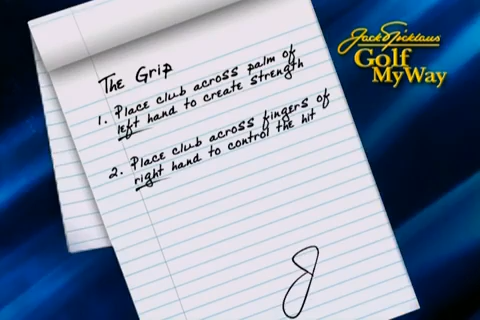 Jack Nicklaus
Golf
My Way
The Grip
1. Place club across palm of
left hand to create strength
2. Place club across fingers of
right hand to control the hit